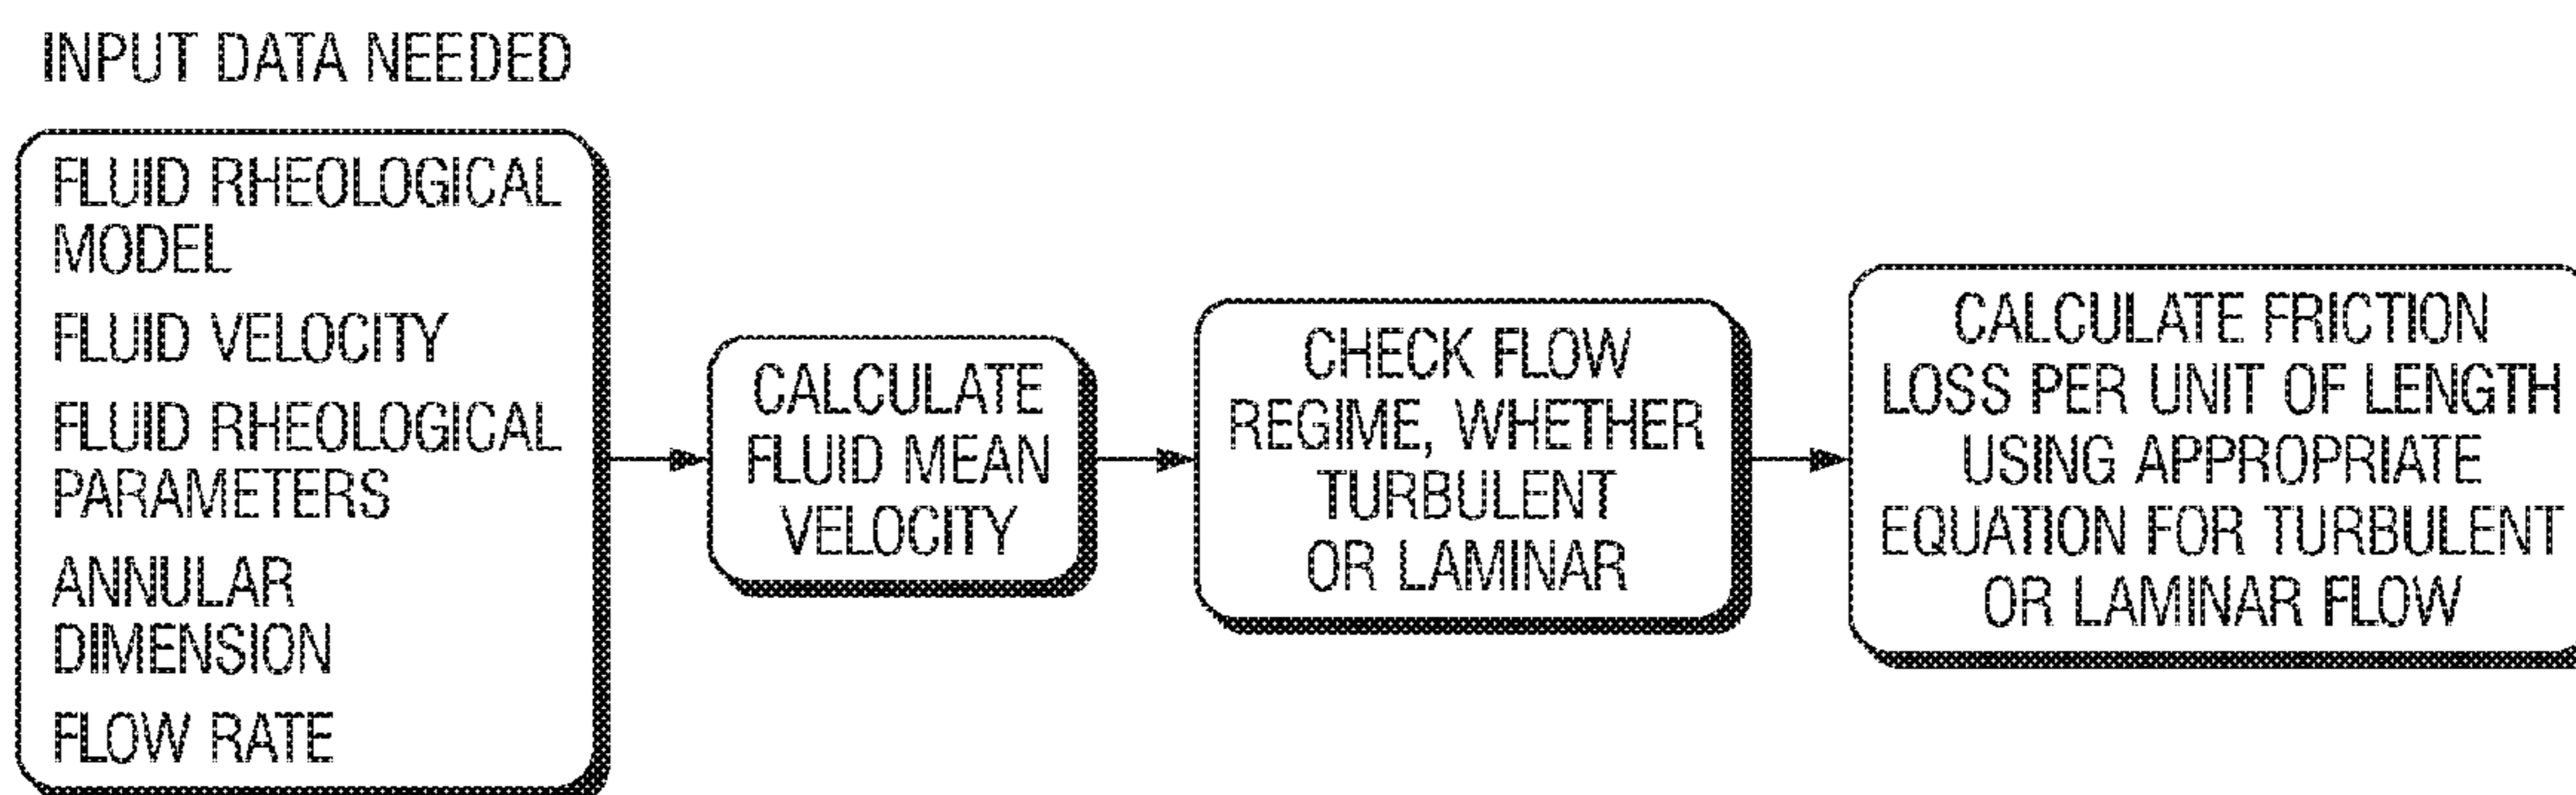 INPUT DATA NEEDED
FLUID RHEOLOGICAL
MODEL
FLUID VELOCITY
FLUID RHEOLOGICAL
PARAMETERS
ANNULAR
DIMENSION
FLOW RATE
CALCULATE
FLUID MEAN
VELOCITY
CHECK FLOW
REGIME, WHETHER
TURBULENT
OR LAMINAR
CALCULATE FRICTION
LOSS PER UNIT OF LENGTH
USING APPROPRIATE
EQUATION FOR TURBULENT
OR LAMINAR FLOW